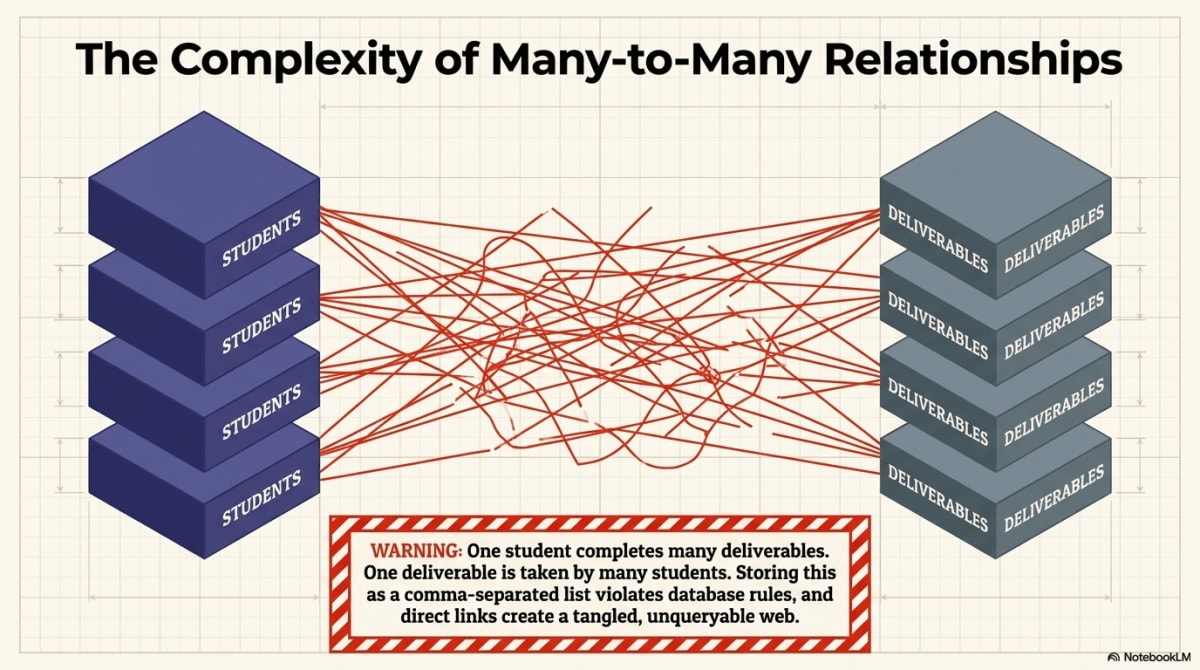 The Complexity of Many-to-Many Relationships
STUDENTS
STUDENTS
STUDENTS
STUDENTS
DELIVERABLES DELIVERABLES
DELIVERABLES DELIVERABLES
DELIVERABLES DELIVERABLES
DELIVERABLES DELIVERABLES
WARNING: One student completes many deliverables.
One deliverable is taken by many students. Storing this
as a comma-separated list violates database rules, and
direct links create a tangled, unqueryable web.
NotebookLM